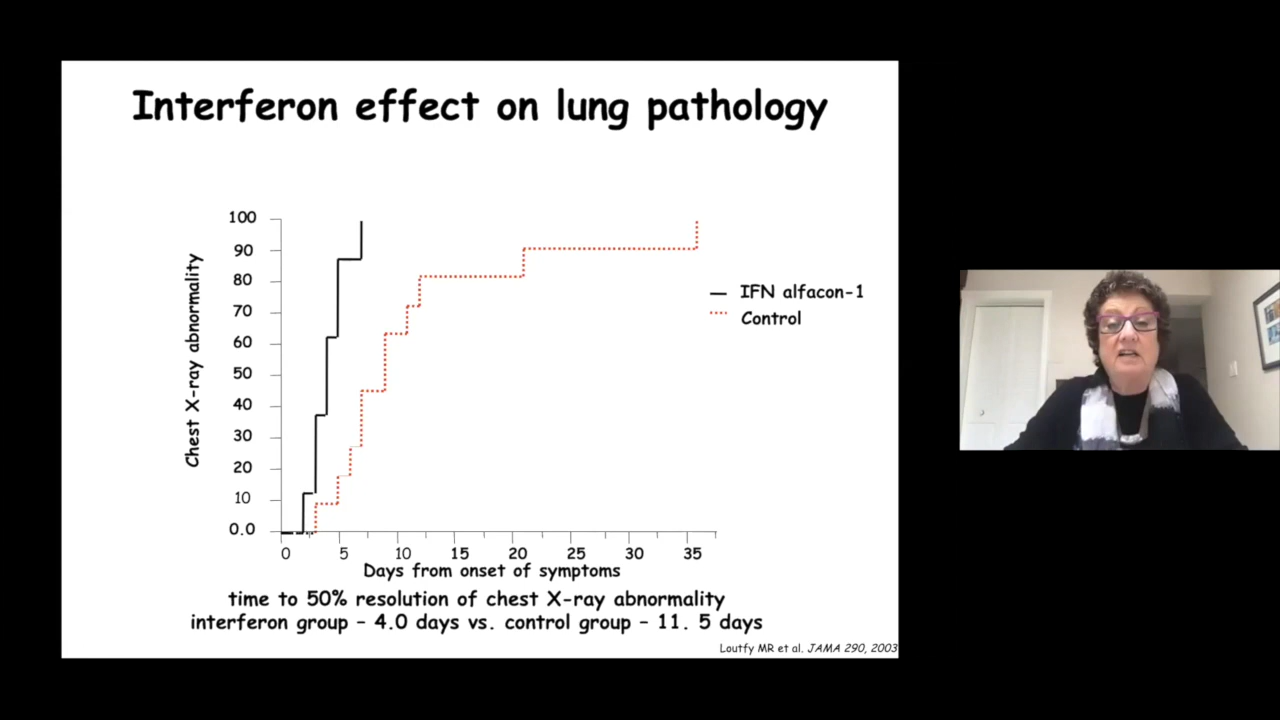 Interferon effect on lung pathology
Chest X-ray abnormality
100
90
80
70
60
50
40
30
20
10
0.0
0 5 10 15 20 25 30 35
Days from onset of symptoms
IFN alfacon-1
Control
time to 50% resolution of chest X-ray abnormality
interferon group – 4.0 days vs. control group – 11. 5 days
Loutfy MR et al. JAMA 290, 2003